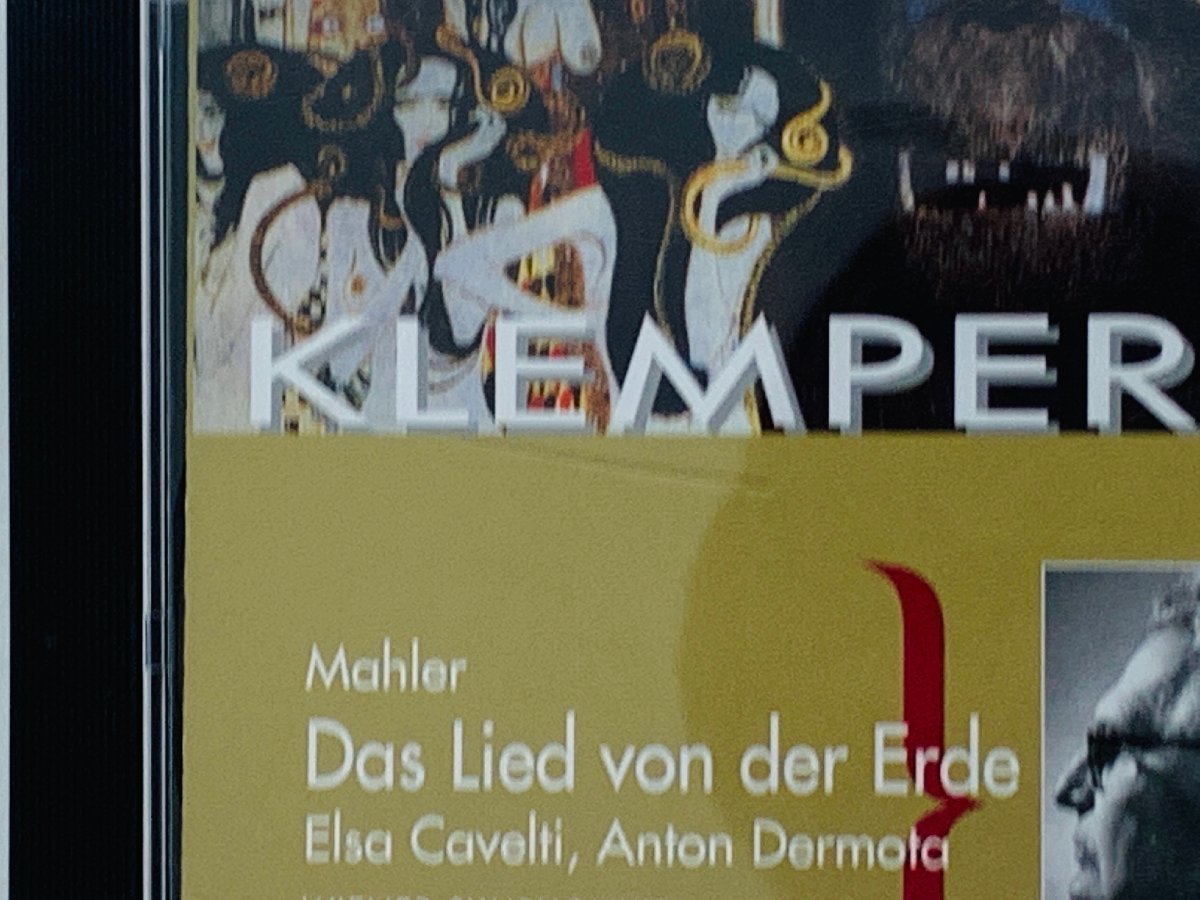 KLEMPER
Mahler
Das Lied von der Erde
Elsa Cavelti, Anton Dermota